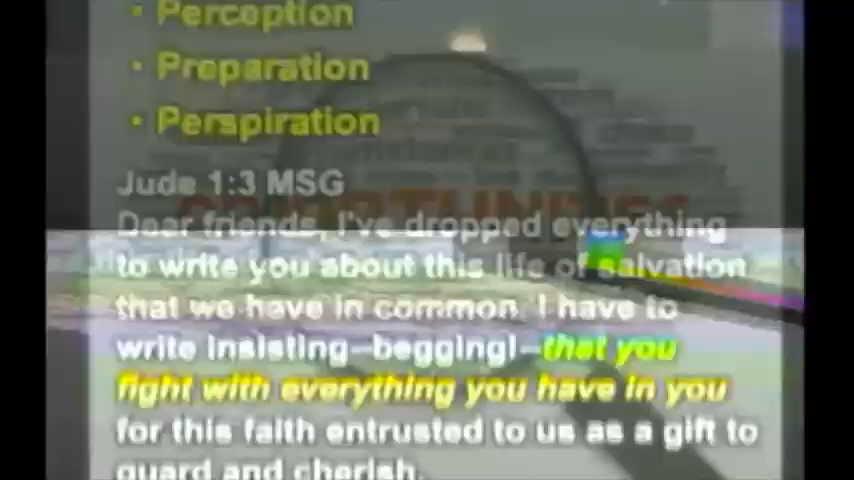 • Perception
• Preparation
• Perspiration
Jude 1:3 MSG
Dear friends, I've dropped everything
to write you about this life of salvation
that we have in common. I have to
write insisting—begging!—that you
fight with everything you have in you
for this faith entrusted to us as a gift to
guard and cherish.